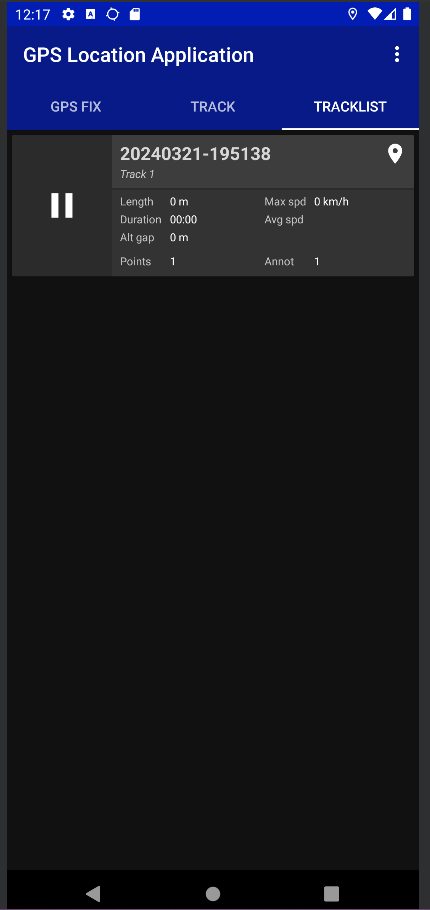 12:17
GPS Location Application
GPS FIX TRACK TRACKLIST
20240321-195138
Track 1
Length 0 m Max spd 0 km/h
Duration 00:00 Avg spd
Alt gap 0 m
Points 1 Annot 1